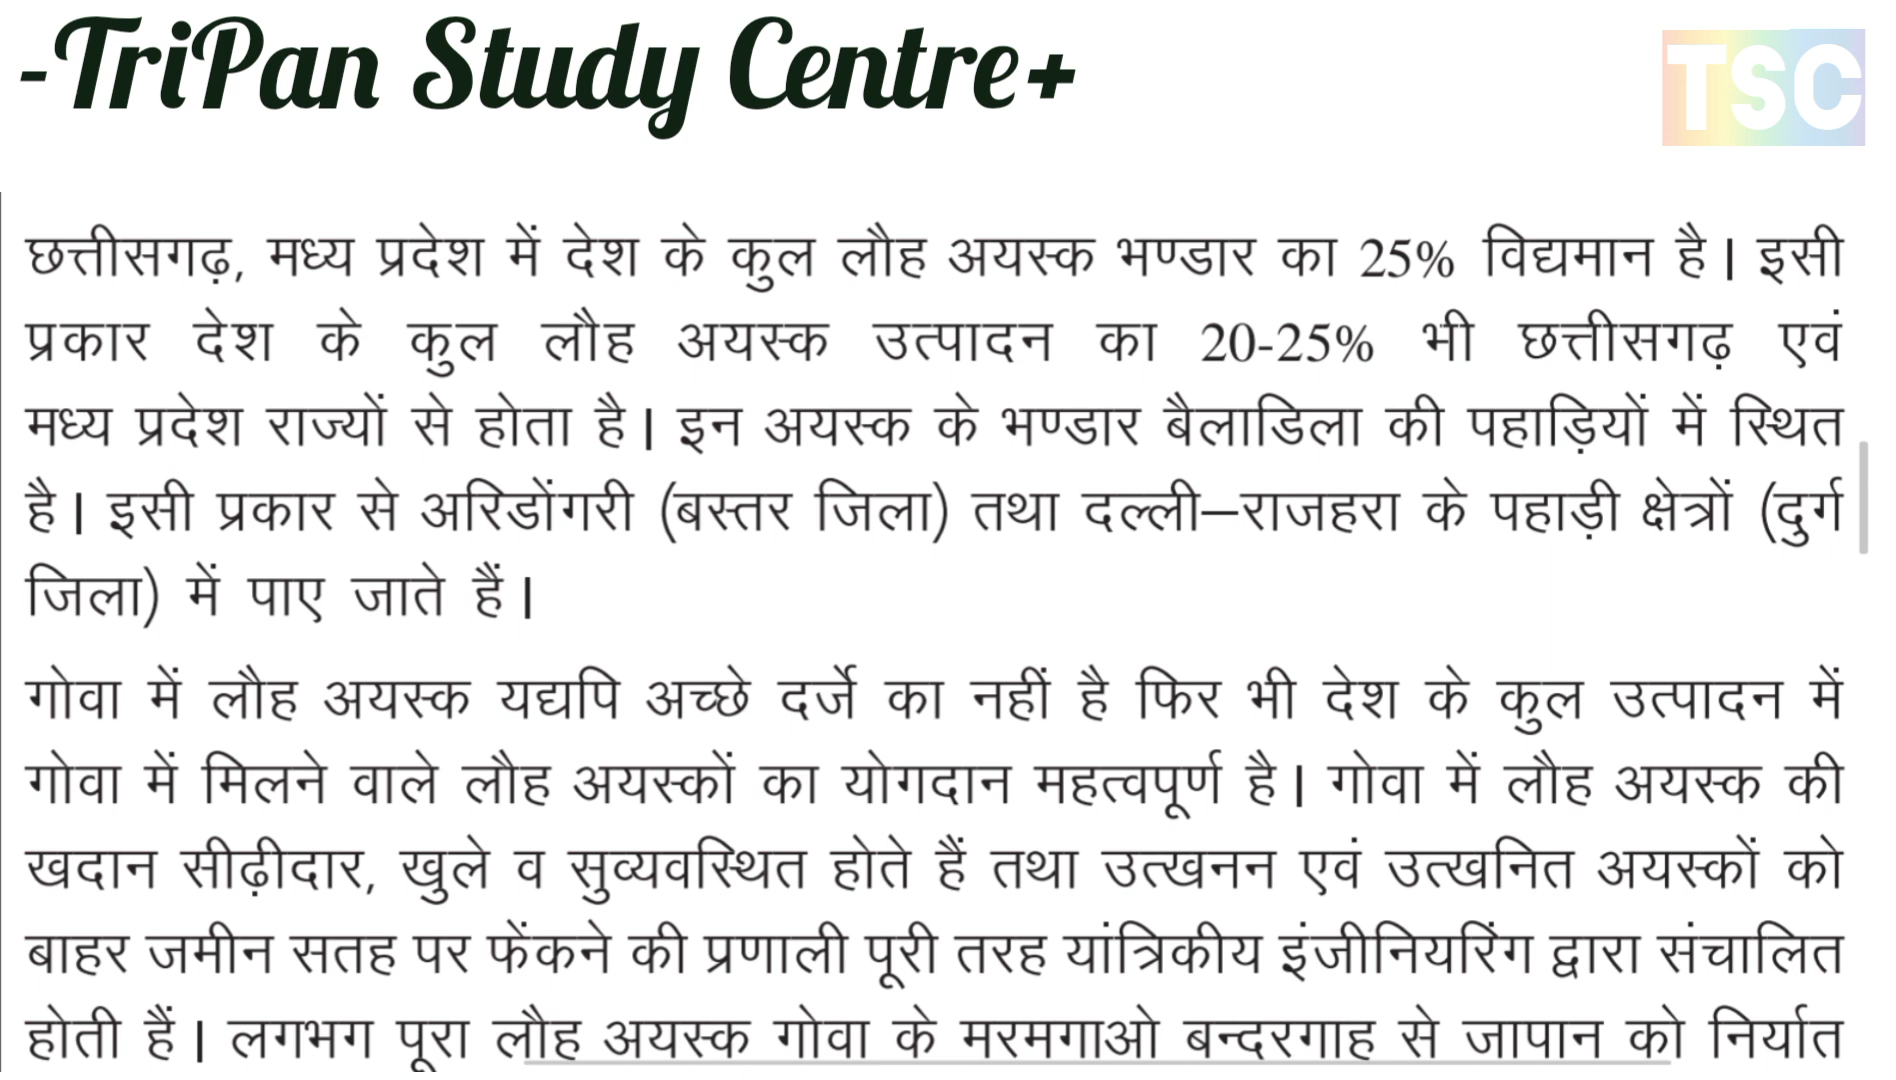 -TriPan Study Centre+
TSC
छत्तीसगढ़, मध्य प्रदेश में देश के कुल लौह अयस्क भण्डार का 25% विद्यमान है। इसी
प्रकार देश के कुल लौह अयस्क उत्पादन का 20-25% भी छत्तीसगढ़ एवं
मध्य प्रदेश राज्यों से होता है। इन अयस्क के भण्डार बैलाडिला की पहाड़ियों में स्थित
है। इसी प्रकार से अरिडोंगरी (बस्तर जिला) तथा दल्ली–राजहरा के पहाड़ी क्षेत्रों (दुर्ग
जिला) में पाए जाते हैं।
गोवा में लौह अयस्क यद्यपि अच्छे दर्जे का नहीं है फिर भी देश के कुल उत्पादन में
गोवा में मिलने वाले लौह अयस्कों का योगदान महत्वपूर्ण है। गोवा में लौह अयस्क की
खदान सीढ़ीदार, खुले व सुव्यवस्थित होते हैं तथा उत्खनन एवं उत्खनित अयस्कों को
बाहर जमीन सतह पर फेंकने की प्रणाली पूरी तरह यांत्रिकीय इंजीनियरिंग द्वारा संचालित
होती हैं। लगभग पूरा लौह अयस्क गोवा के मरमगाओ बन्दरगाह से जापान को निर्यात